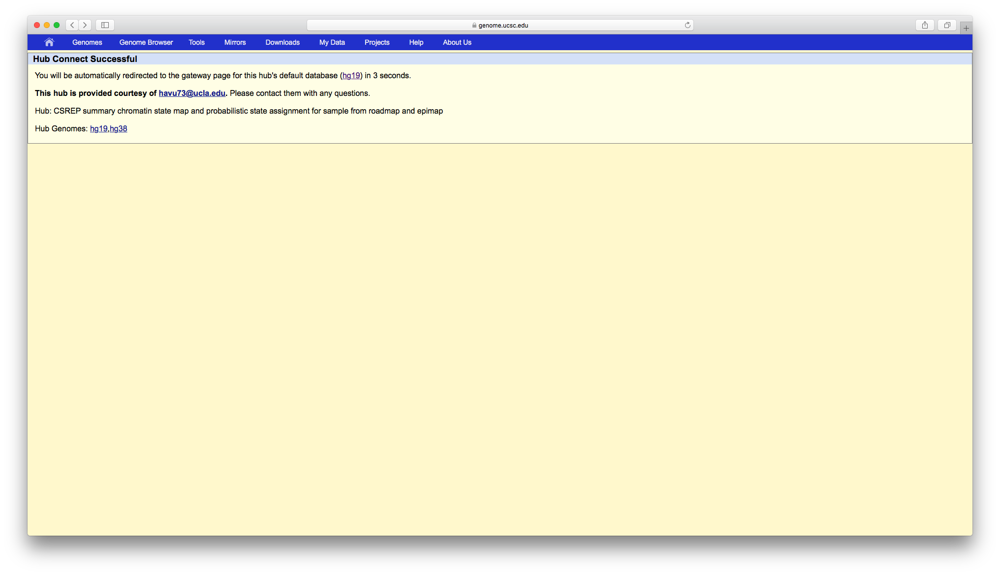 genome.ucsc.edu
Genomes Genome Browser Tools Mirrors Downloads My Data Projects Help About Us
Hub Connect Successful
You will be automatically redirected to the gateway page for this hub's default database (hg19) in 3 seconds.
This hub is provided courtesy of havu73@ucla.edu. Please contact them with any questions.
Hub: CSREP summary chromatin state map and probabilistic state assignment for sample from roadmap and epimap
Hub Genomes: hg19,hg38